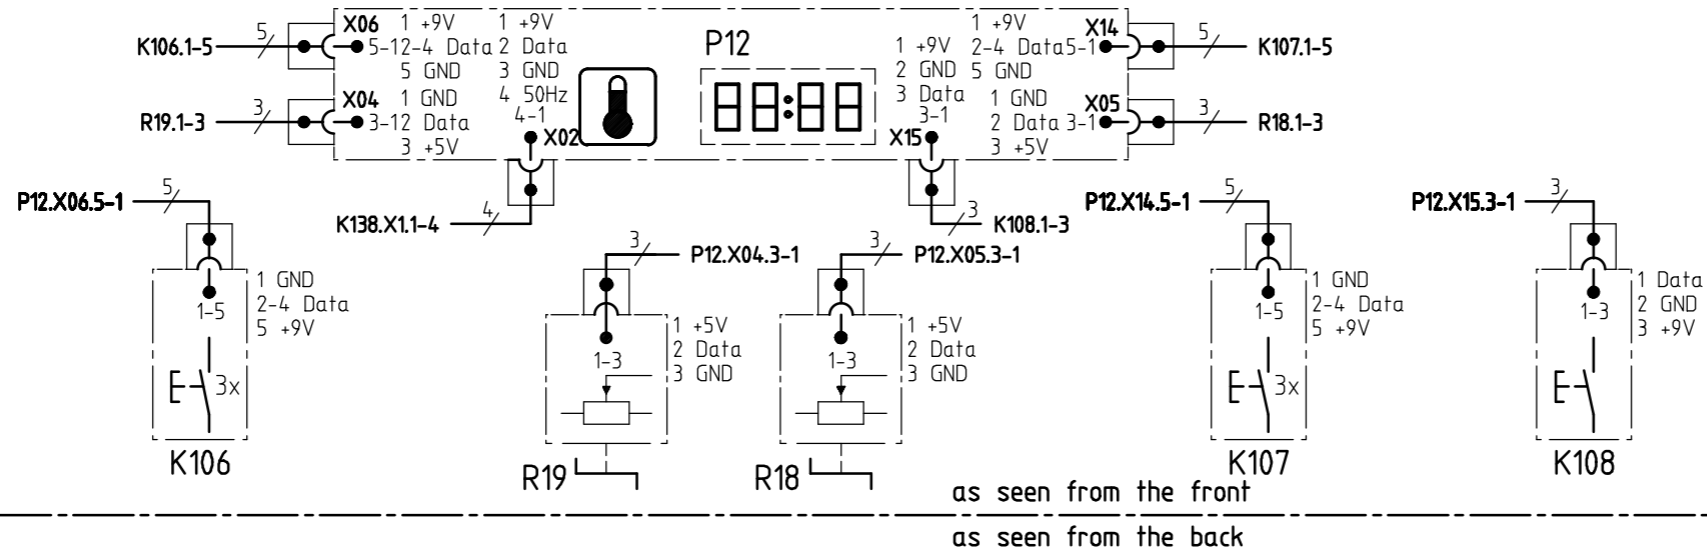 X06 1 +9V 1 +9V P12 1 +9V X14
K106.1-5 5 5-12-4 Data 2 Data 1 +9V 2-4 Data5-1 5 K107.1-5
5 GND 3 GND 2 GND 5 GND
X04 1 GND 4 50Hz 88:88 3 Data 1 GND X05
R19.1-3 3 3-12 Data 4-1 3-1 2 Data 3-1 3 R18.1-3
3 +5V X02 X15 3 +5V
P12.X06.5-1 5 K138.X1.1-4 4 3 K108.1-3 P12.X14.5-1 5 P12.X15.3-1 3
3 P12.X04.3-1 3 P12.X05.3-1
1-5 1 GND
2-4 Data
5 +9V
3x
K106
1-3 1 +5V
2 Data
3 GND
R19
1-3 1 +5V
2 Data
3 GND
R18
1-5 1 GND
2-4 Data
5 +9V
3x
K107
1-3 1 Data
2 GND
3 +9V
K108
as seen from the front
as seen from the back